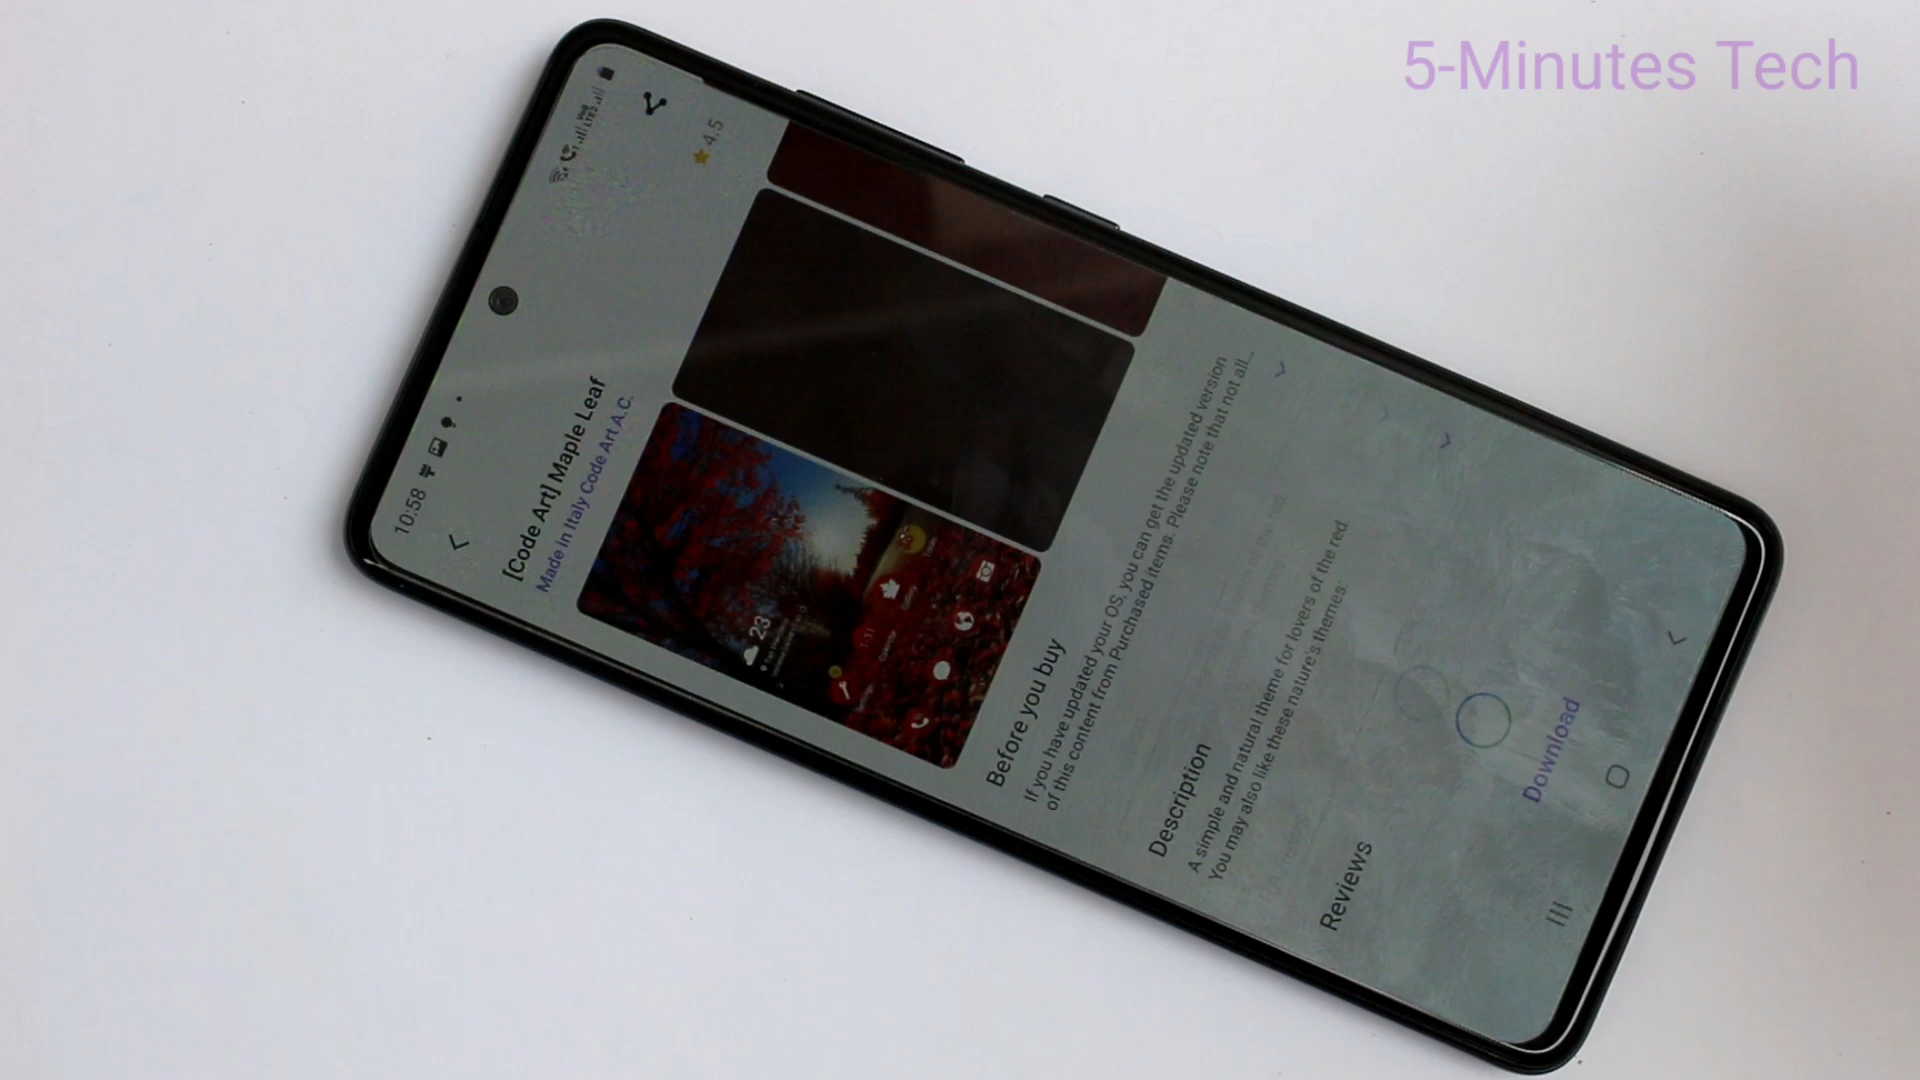 5-Minutes Tech
10:58
[Code Art] Maple Leaf
Made in Italy Code Art A.C.
4.5
23
Before you buy
If you have updated your OS, you can get the updated version
of this content from Purchased items. Please note that not all...
Description
A simple and natural theme for lovers of the red.
You may also like these nature's themes:
Reviews
Download